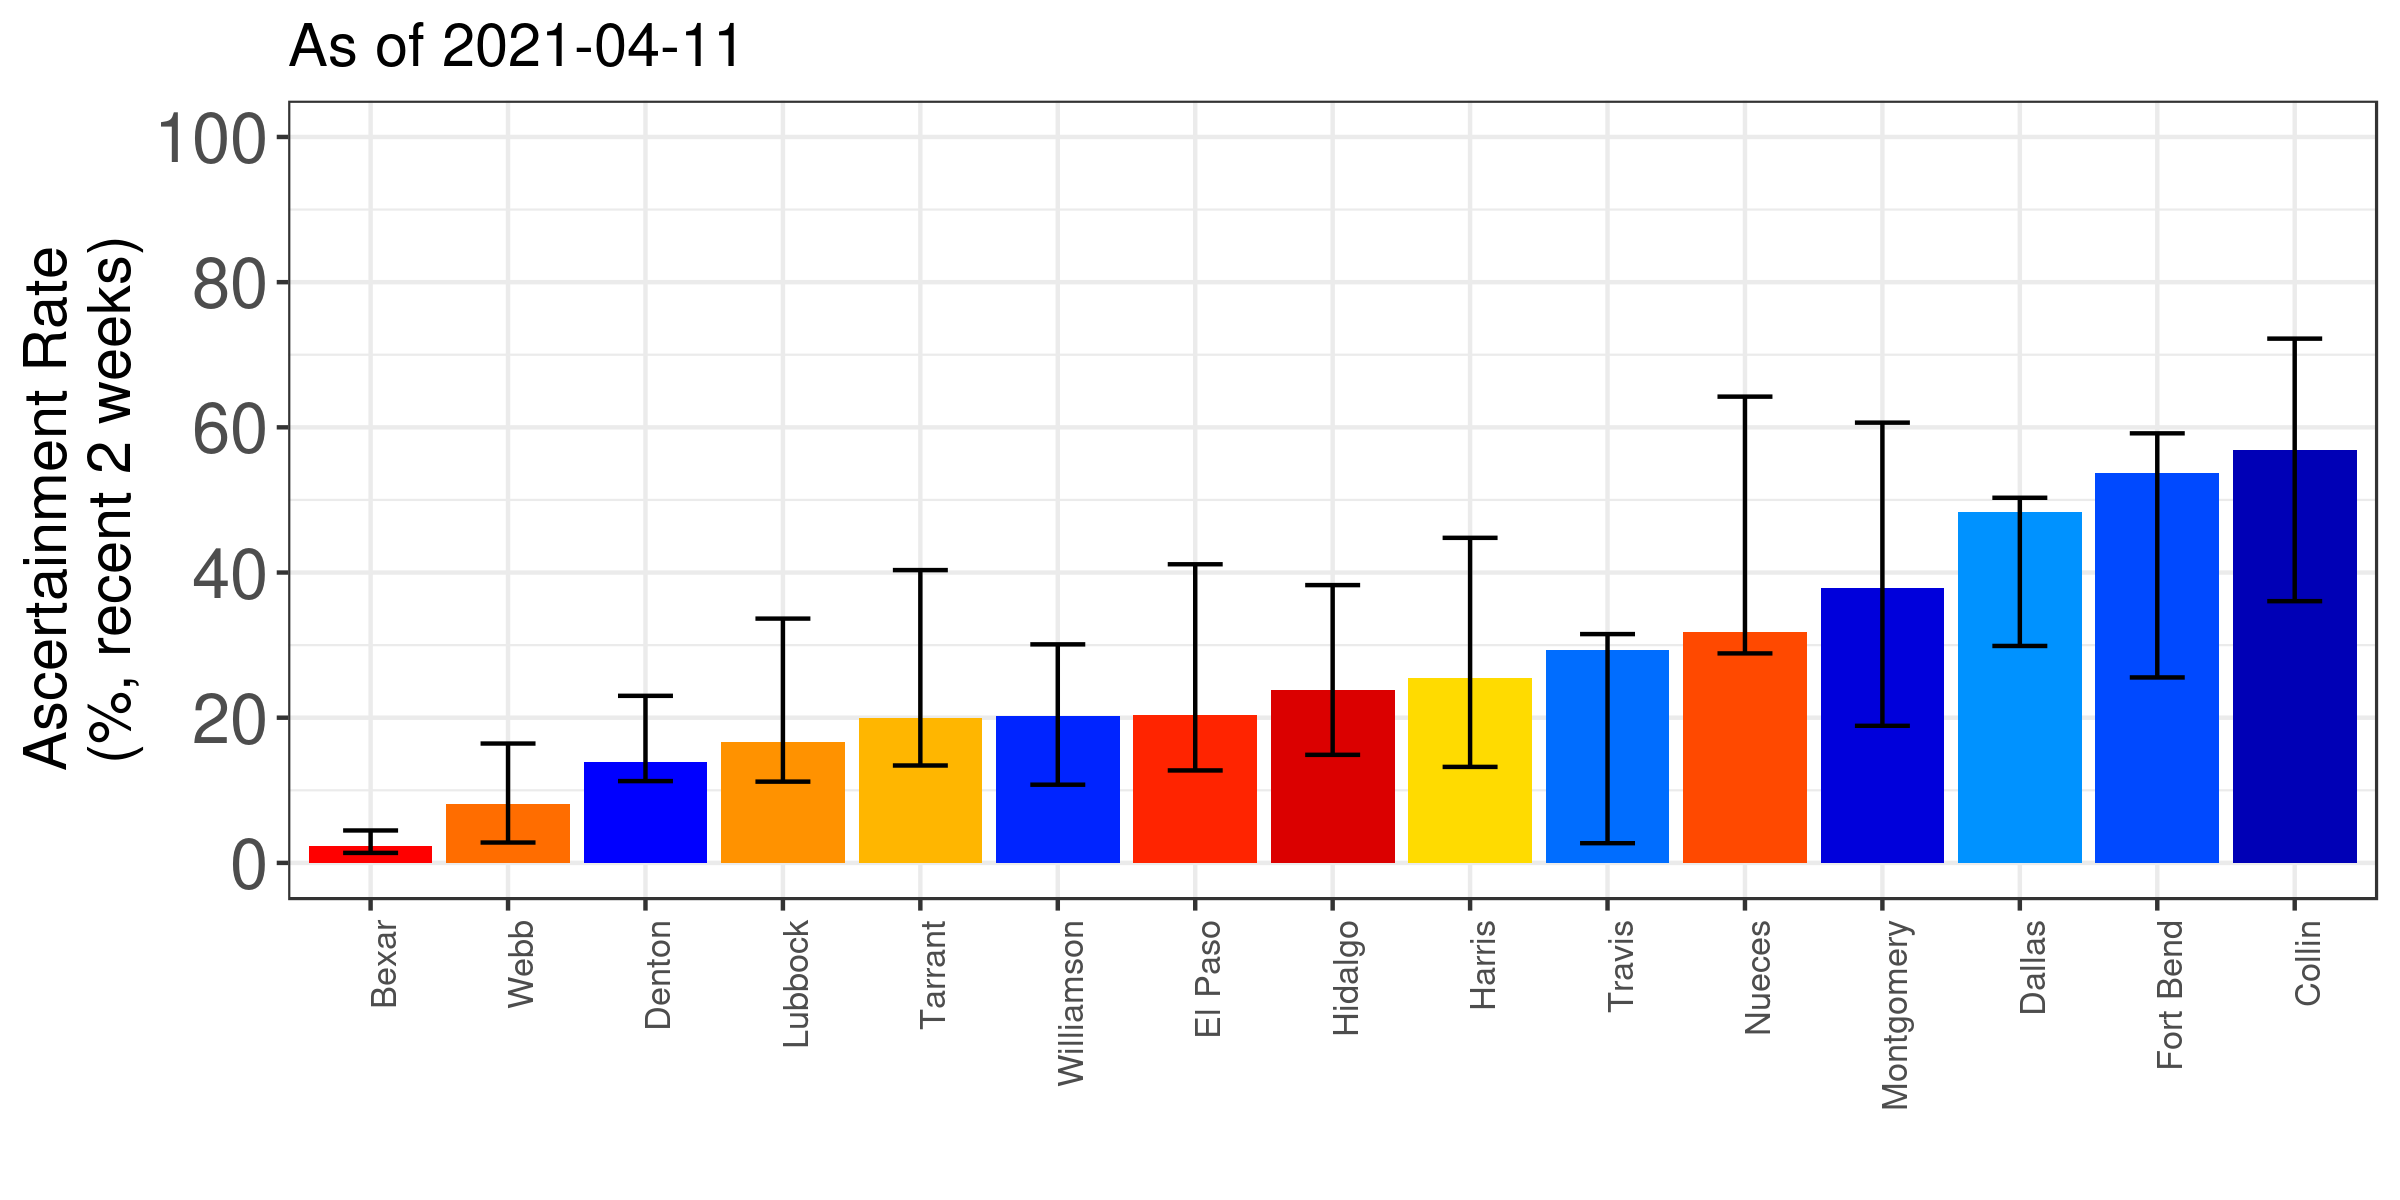 As of 2021-04-11
Ascertainment Rate
(%, recent 2 weeks)
100
80
60
40
20
0
Bexar
Webb
Denton
Lubbock
Tarrant
Williamson
El Paso
Hidalgo
Harris
Travis
Nueces
Montgomery
Dallas
Fort Bend
Collin